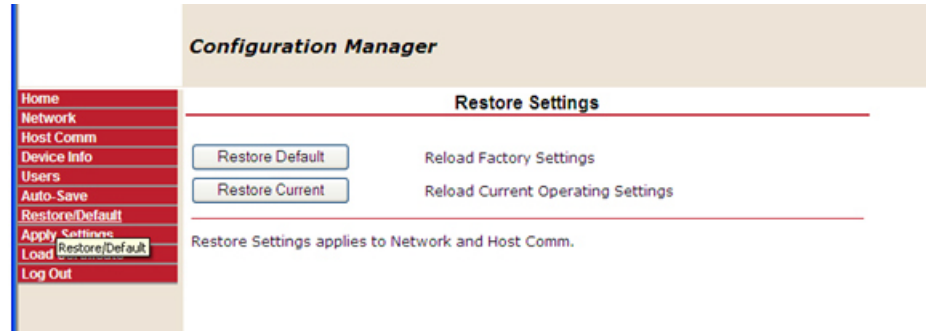 Configuration Manager
Home
Network
Host Comm
Device Info
Users
Auto-Save
Restore/Default
Apply Settings
Load
Log Out
Restore/Default
Restore Settings
Restore Default Reload Factory Settings
Restore Current Reload Current Operating Settings
Restore Settings applies to Network and Host Comm.